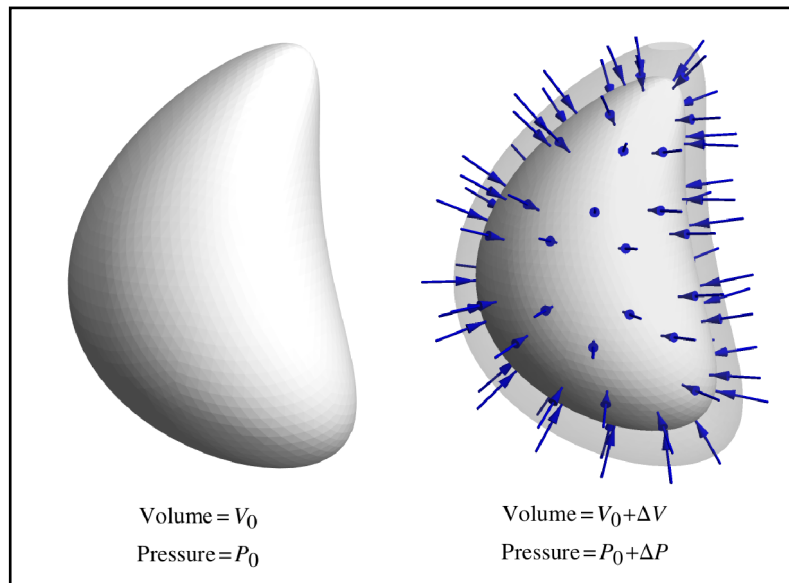 Volume = V₀
Pressure = P₀
Volume = V₀ + ΔV
Pressure = P₀ + ΔP